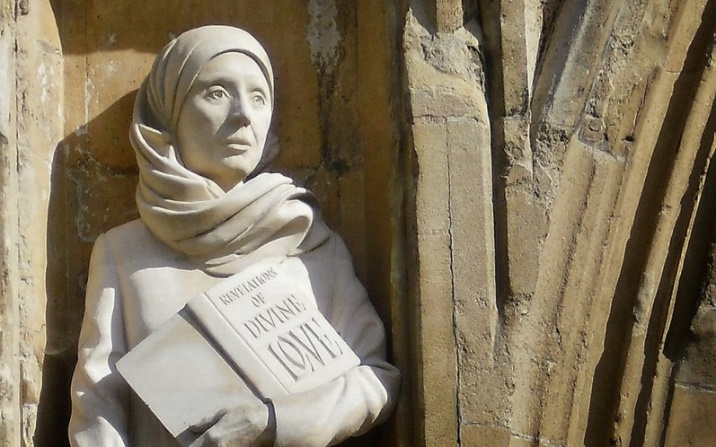 REVELATIONS
OF
DIVINE
LOVE